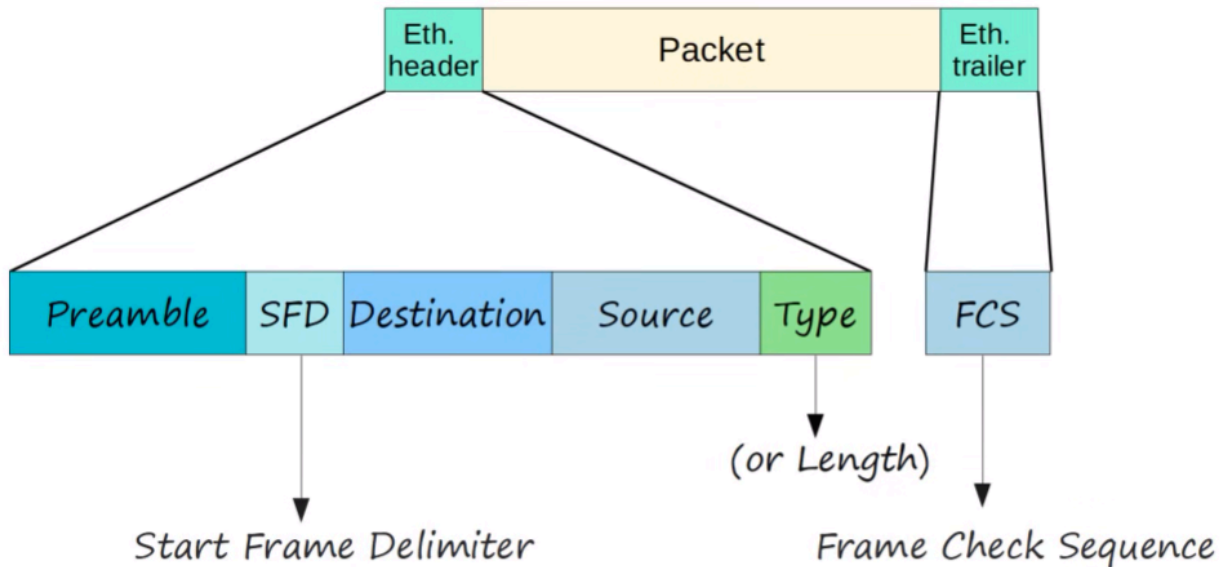 Eth.
header
Packet
Eth.
trailer
Preamble
SFD
Destination
Source
Type
FCS
(or Length)
Start Frame Delimiter
Frame Check Sequence